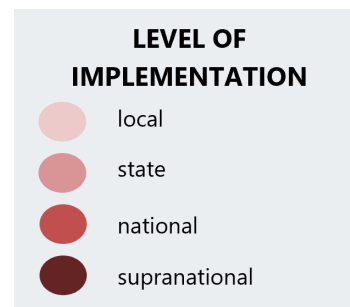 LEVEL OF
IMPLEMENTATION
local
state
national
supranational